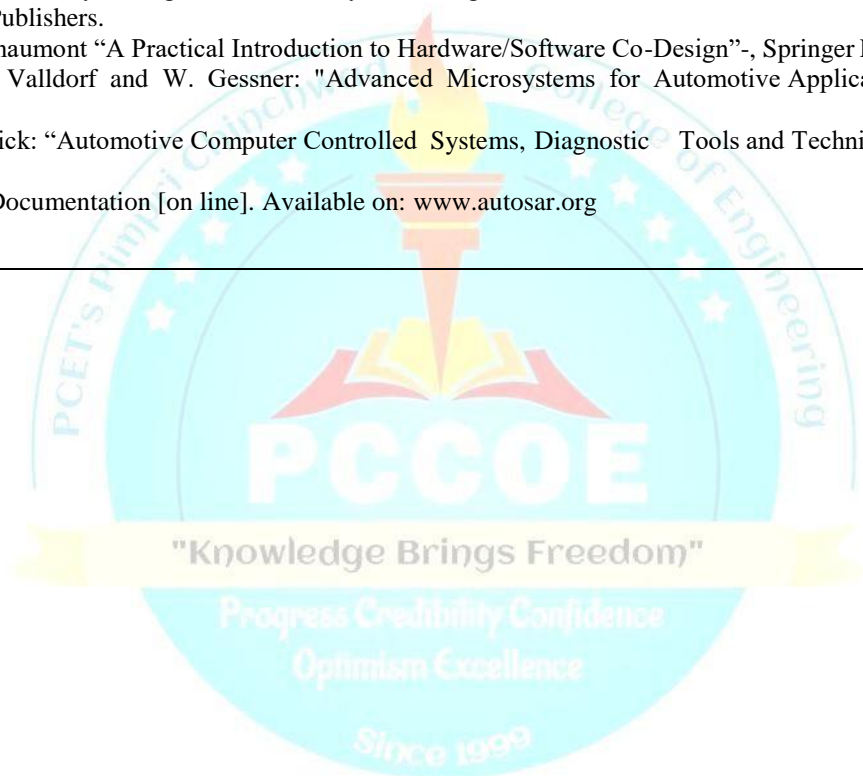 Publishers.
haumont “A Practical Introduction to Hardware/Software Co-Design”-, Springer
Valldorf and W. Gessner: "Advanced Microsystems for Automotive Applica
ick: “Automotive Computer Controlled Systems, Diagnostic Tools and Techni
Documentation [on line]. Available on: www.autosar.org
PCET's Pimpri Chinchwad College of Engineering
PCCOE
"Knowledge Brings Freedom"
Progress Credibility Confidence
Optimism Excellence
Since 1999